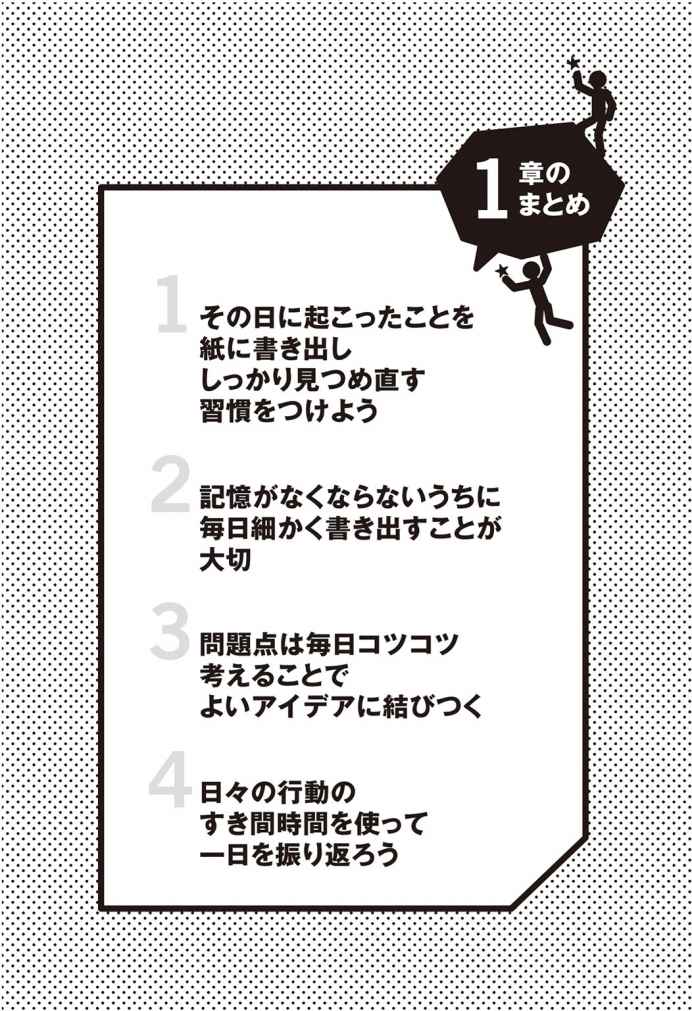 1章の
まとめ
1
その日に起こったことを
紙に書き出し
しっかり見つめ直す
習慣をつけよう
2
記憶がなくならないうちに
毎日細かく書き出すことが
大切
3
問題点は毎日コツコツ
考えることで
よいアイデアに結びつく
4
日々の行動の
すき間時間を使って
一日を振り返ろう